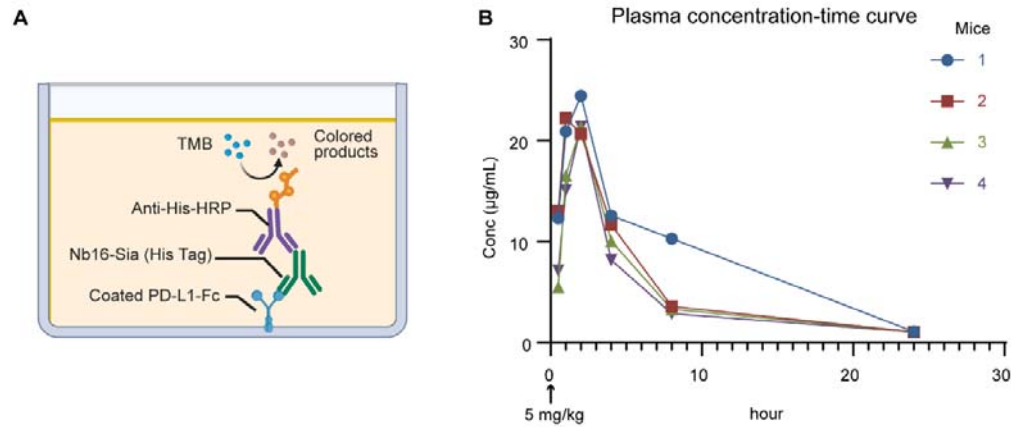 A
TMB
Colored
products
Anti-His-HRP
Nb16-Sia (His Tag)
Coated PD-L1-Fc
B
Plasma concentration-time curve
Mice
1
2
3
4
Conc (μg/mL)
30
20
10
0
0
10
20
30
5 mg/kg
hour